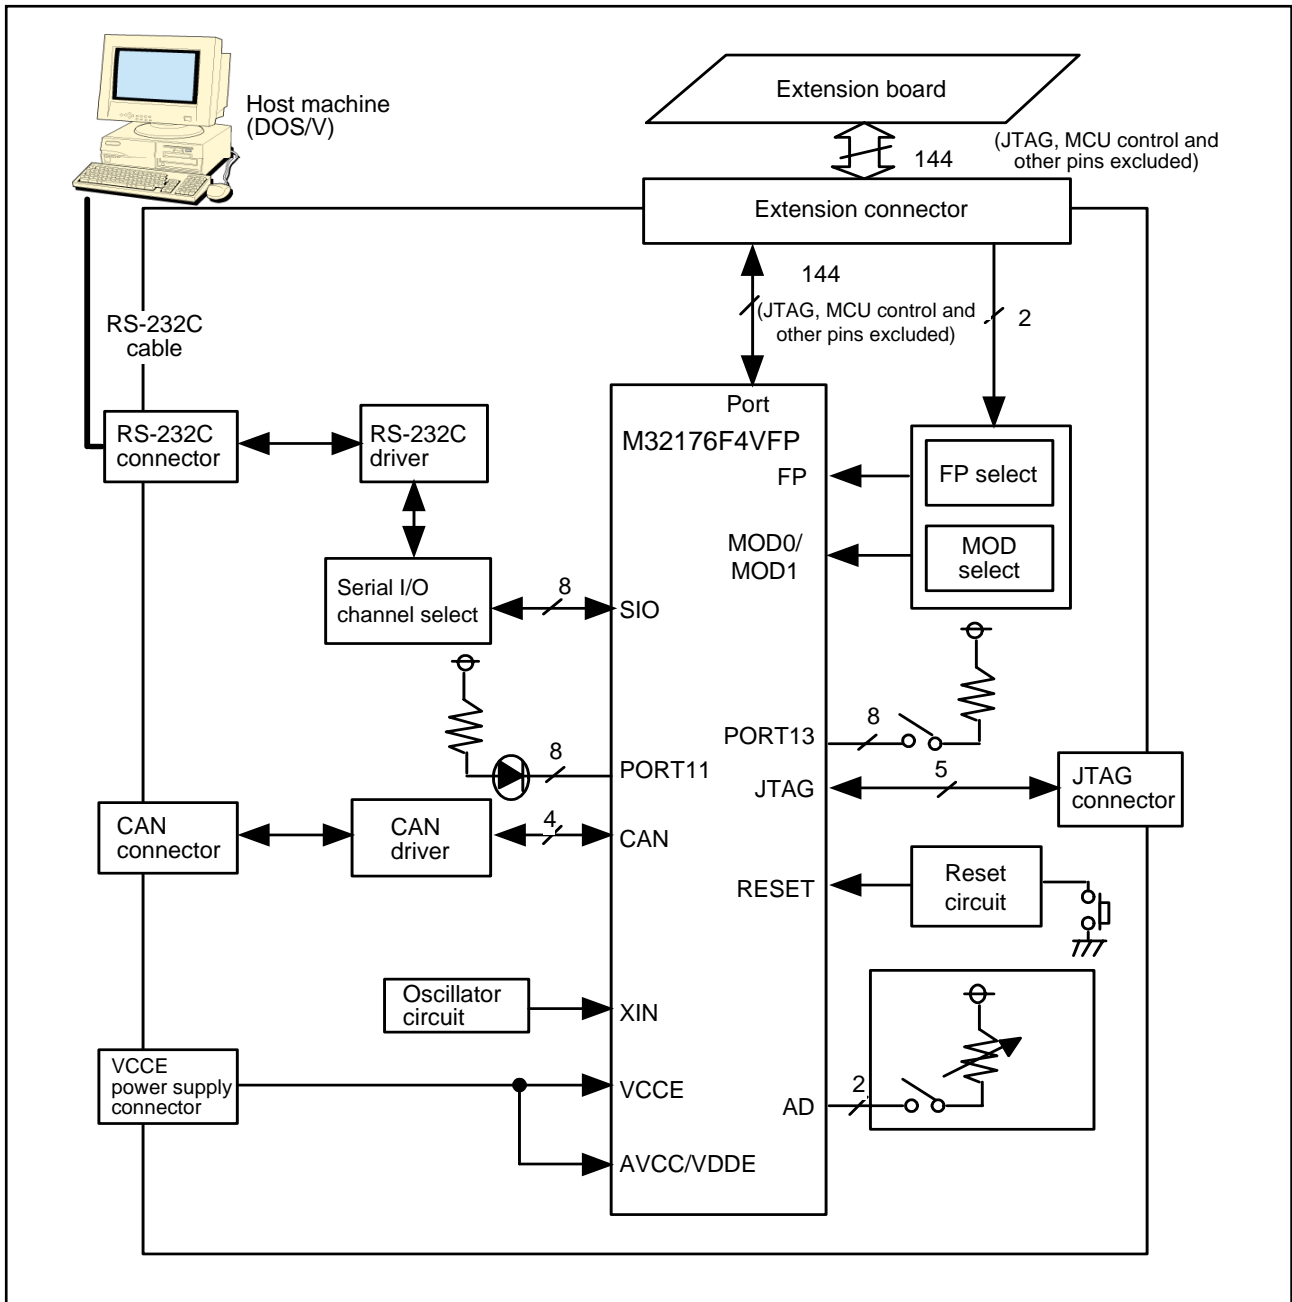 Host machine
(DOS/V)
Extension board
144
(JTAG, MCU control and
other pins excluded)
Extension connector
144
(JTAG, MCU control and
other pins excluded)
2
RS-232C
cable
Port
M32176F4VFP
RS-232C
connector
RS-232C
driver
FP
FP select
MOD0/
MOD1
MOD
select
Serial I/O
channel select
8
SIO
8
PORT13
8
PORT11
JTAG
5
JTAG
connector
CAN
connector
CAN
driver
4
CAN
RESET
Reset
circuit
Oscillator
circuit
XIN
VCCE
power supply
connector
VCCE
AD
2
AVCC/VDDE